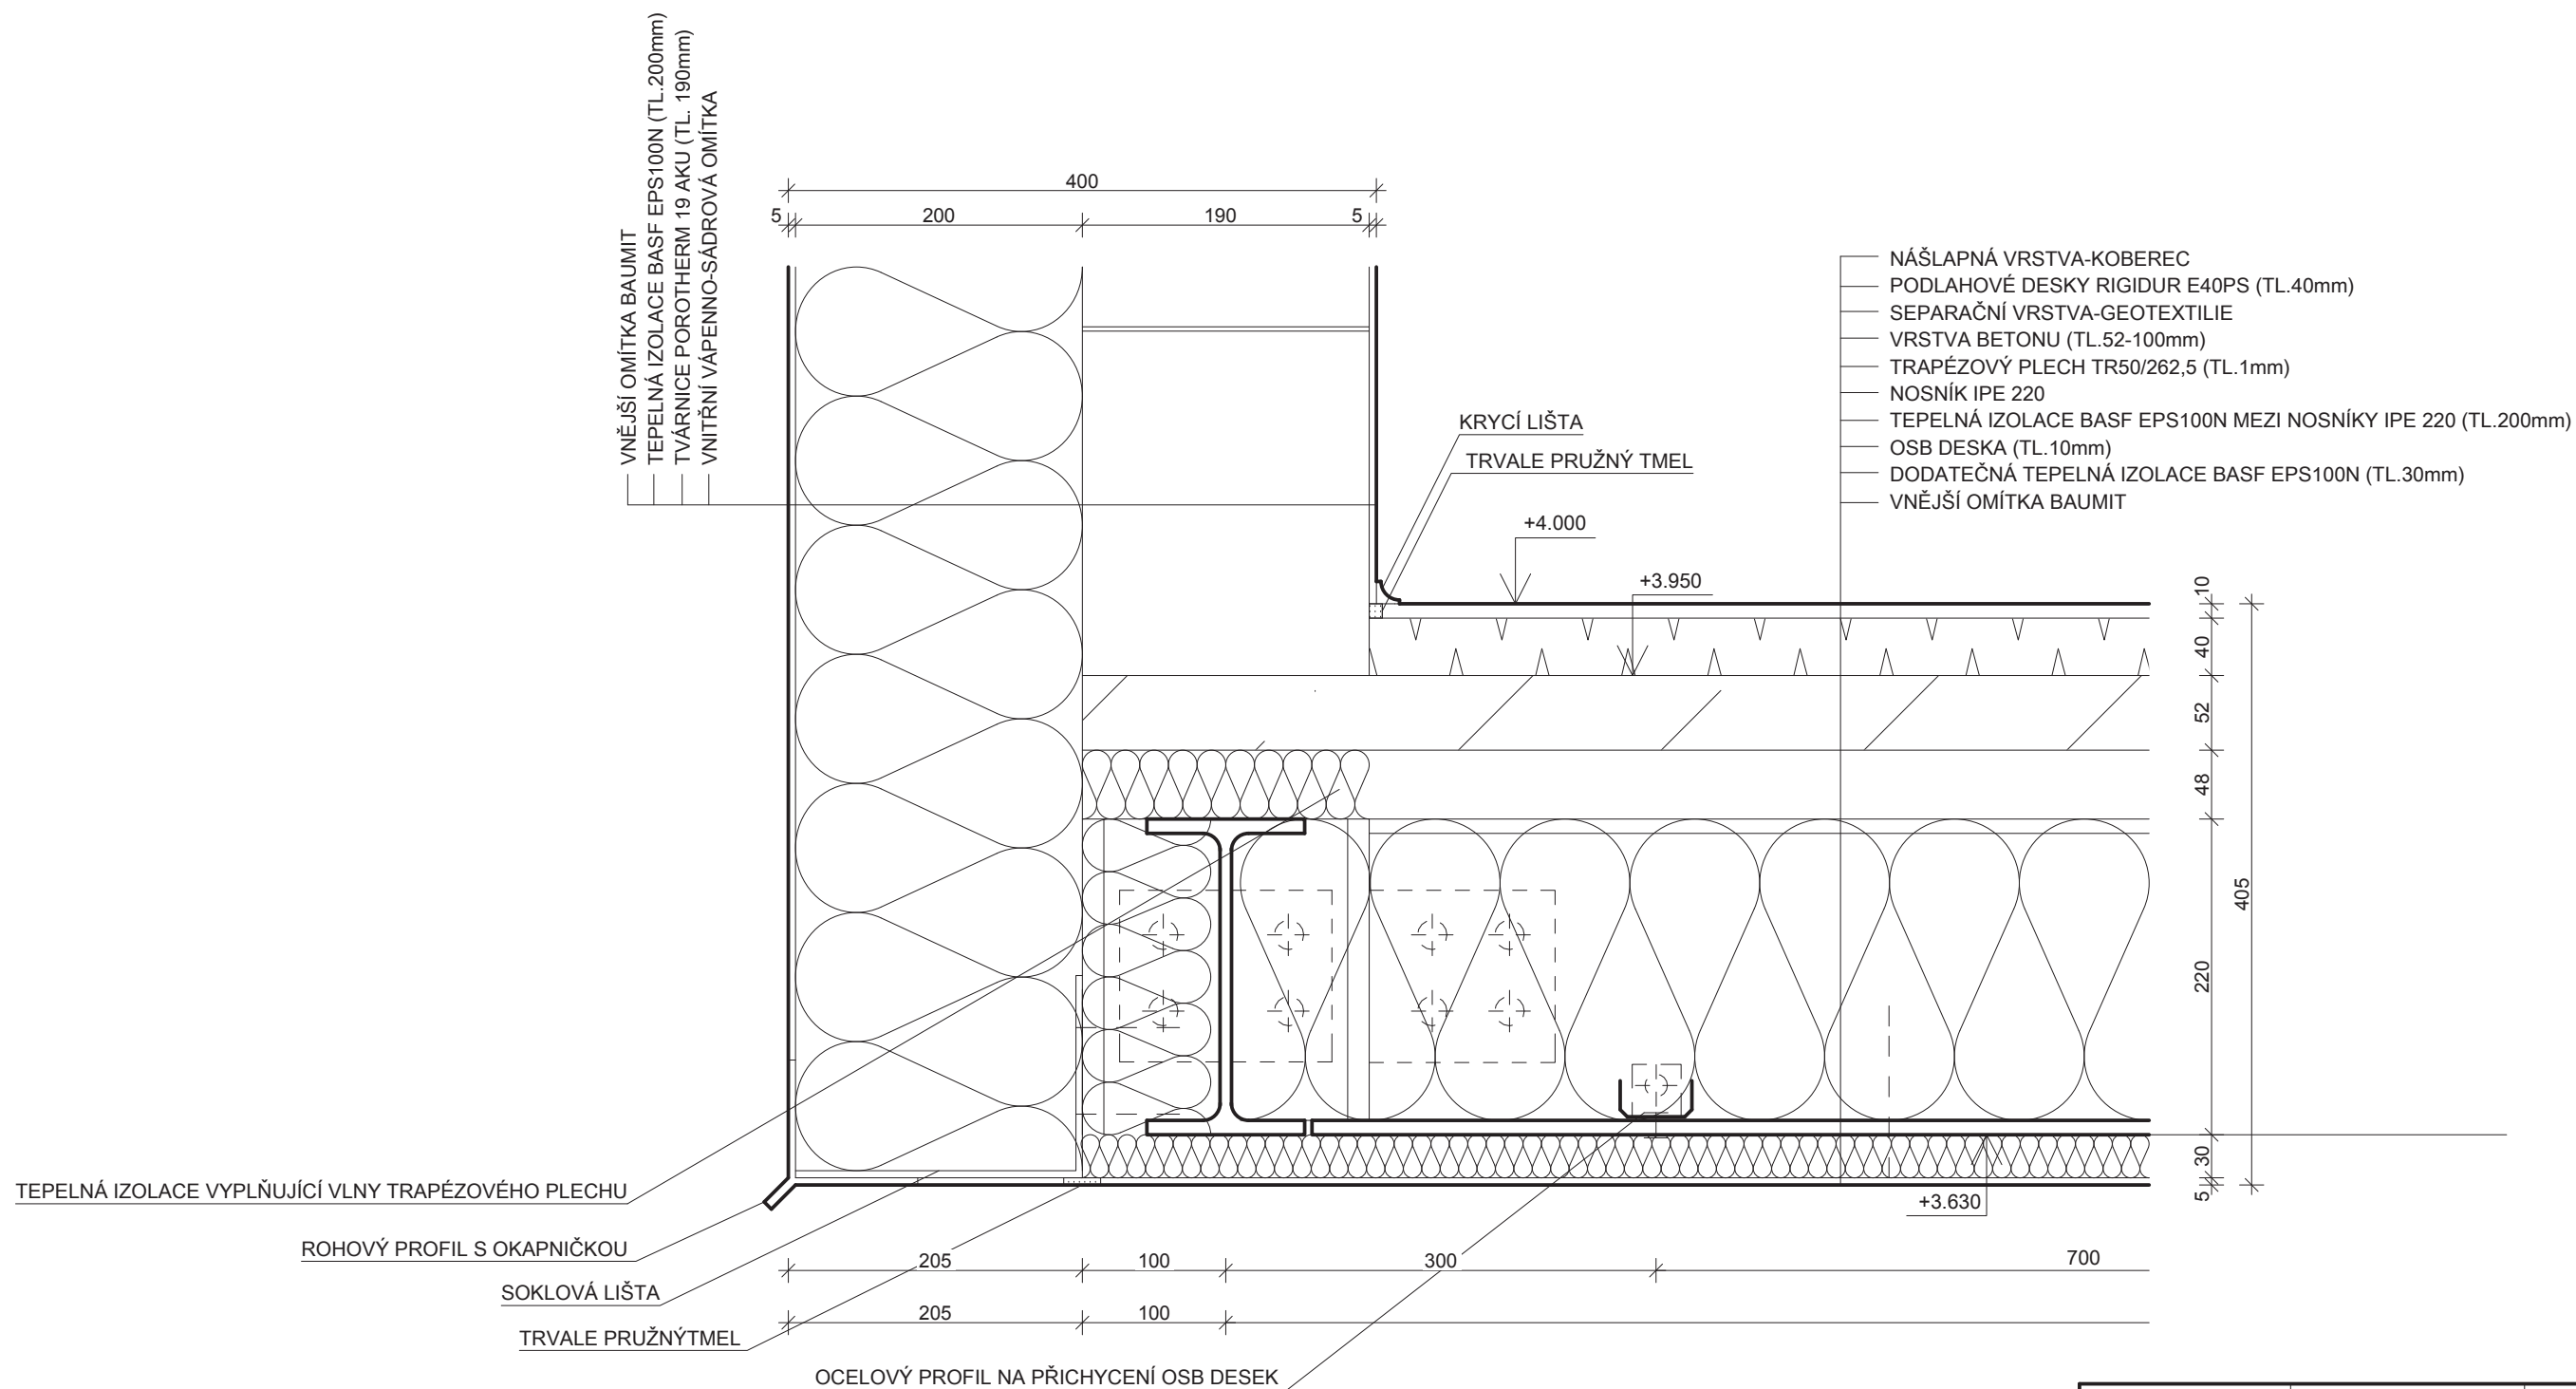 VNĚJŠÍ OMÍTKA BAUMIT
TEPELNÁ IZOLACE BASF EPS100N (TL.200mm)
TVÁRNICE POROTHERM 19 AKU (TL. 190mm)
VNITŘNÍ VÁPENNO-SÁDROVÁ OMÍTKA
400
5
200
190
5
NÁŠLAPNÁ VRSTVA-KOBEREC
PODLAHOVÉ DESKY RIGIDUR E40PS (TL.40mm)
SEPARAČNÍ VRSTVA-GEOTEXTILIE
VRSTVA BETONU (TL.52-100mm)
TRAPÉZOVÝ PLECH TR50/262,5 (TL.1mm)
NOSNÍK IPE 220
TEPELNÁ IZOLACE BASF EPS100N MEZI NOSNÍKY IPE 220 (TL.200mm)
OSB DESKA (TL.10mm)
DODATEČNÁ TEPELNÁ IZOLACE BASF EPS100N (TL.30mm)
VNĚJŠÍ OMÍTKA BAUMIT
KRYCÍ LIŠTA
TRVALE PRUŽNÝ TMEL
+4.000
+3.950
10
40
52
48
220
30
5
405
+3.630
TEPELNÁ IZOLACE VYPLŇUJÍCÍ VLNY TRAPÉZOVÉHO PLECHU
ROHOVÝ PROFIL S OKAPNIČKOU
SOKLOVÁ LIŠTA
TRVALE PRUŽNÝTMEL
OCELOVÝ PROFIL NA PŘICHYCENÍ OSB DESEK
205
100
300
700
205
100